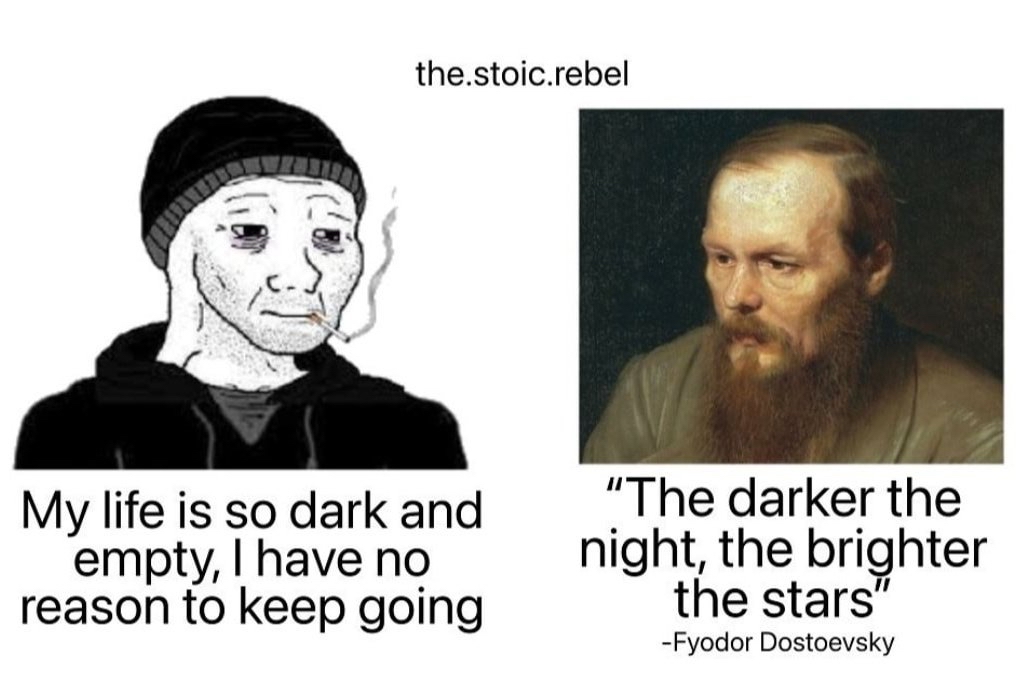 the.stoic.rebel
My life is so dark and
empty, I have no
reason to keep going
“The darker the
night, the brighter
the stars”
-Fyodor Dostoevsky